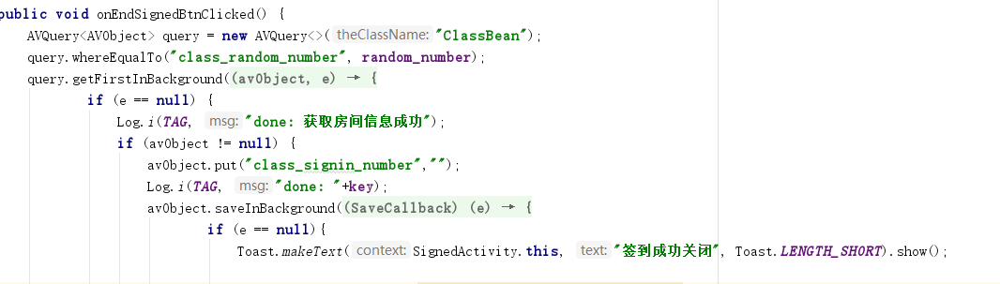 public void onEndSignedBtnClicked() {
AVQuery<AVObject> query = new AVQuery<>( theClassName: "ClassBean");
query.whereEqualTo("class_random_number", random_number);
query.getFirstInBackground((avObject, e) → {
if (e == null) {
Log.i(TAG, msg: "done: 获取房间信息成功");
if (avObject != null) {
avObject.put("class_signin_number","");
Log.i(TAG, msg: "done: "+key);
avObject.saveInBackground((SaveCallback) (e) → {
if (e == null){
Toast.makeText( context: SignedActivity.this, text: "签到成功关闭", Toast.LENGTH_SHORT).show();